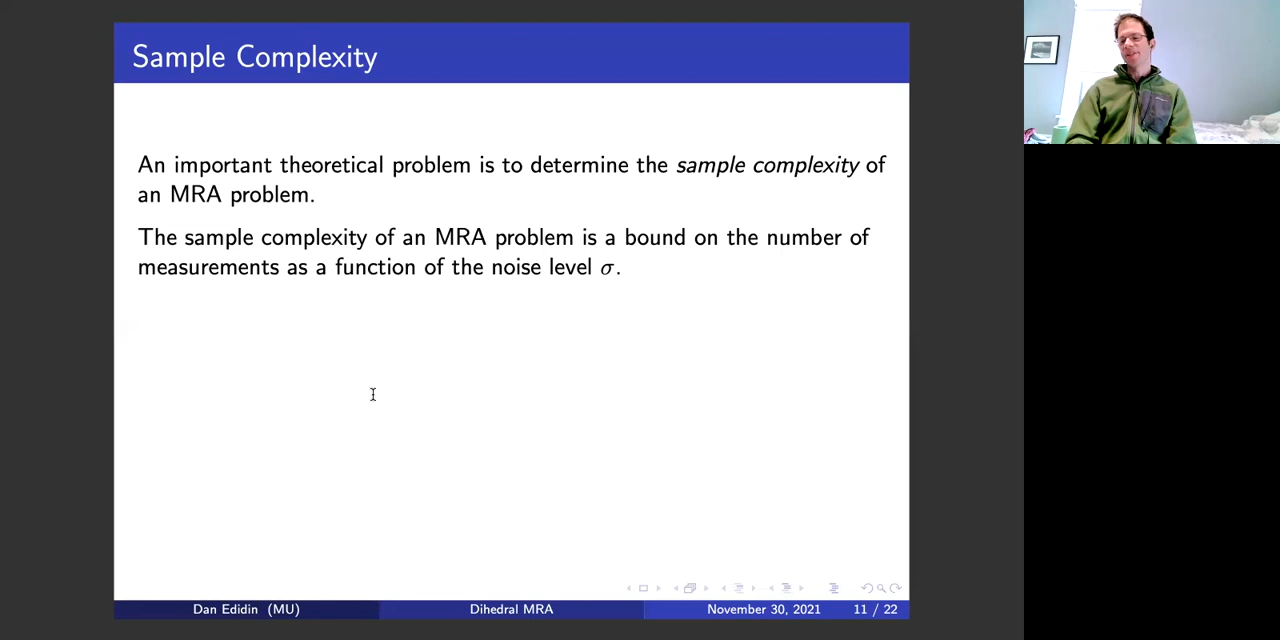 Sample Complexity
An important theoretical problem is to determine the sample complexity of
an MRA problem.
The sample complexity of an MRA problem is a bound on the number of
measurements as a function of the noise level σ.
Dan Edidin (MU) Dihedral MRA November 30, 2021 11 / 22